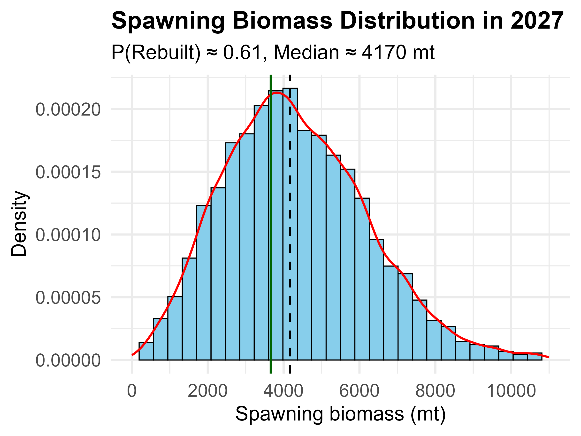 Spawning Biomass Distribution in 2027
P(Rebuilt) ≈ 0.61, Median ≈ 4170 mt
0.00020
0.00015
0.00010
0.00005
0.00000
Density
0 2000 4000 6000 8000 10000
Spawning biomass (mt)